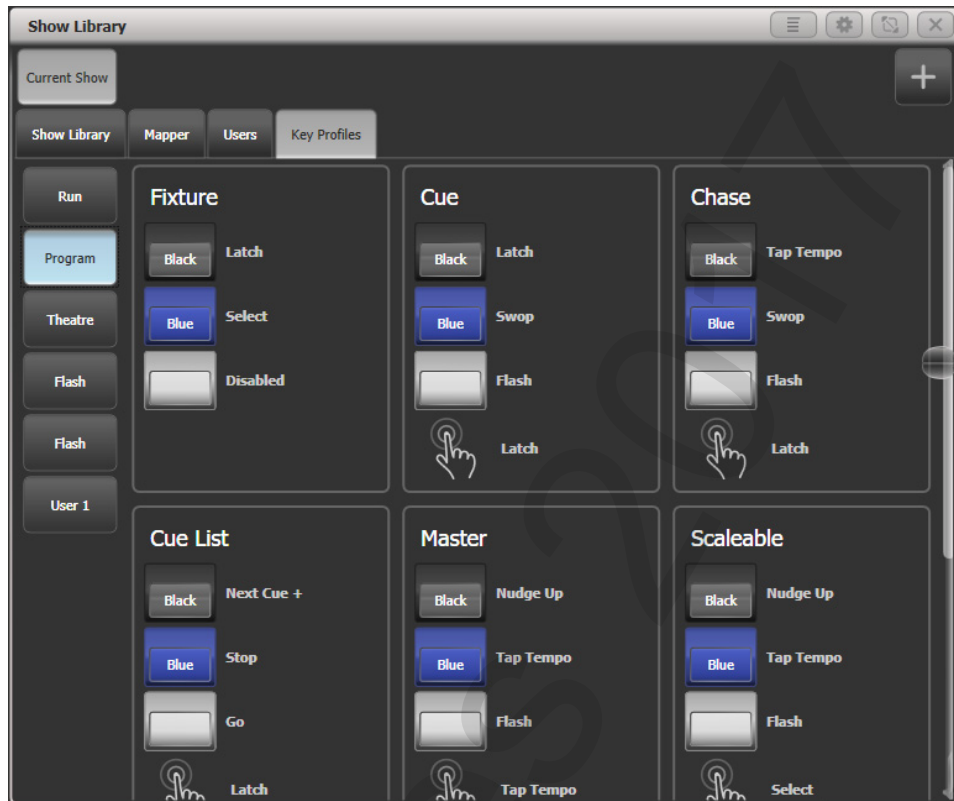 Show Library
Current Show
+
Show Library Mapper Users Key Profiles
Run
Program
Theatre
Flash
Flash
User 1
Fixture
Black Latch
Blue Select
Disabled
Cue
Black Latch
Blue Swop
Flash
Latch
Chase
Black Tap Tempo
Blue Swop
Flash
Latch
Cue List
Black Next Cue +
Blue Stop
Go
Latch
Master
Black Nudge Up
Blue Tap Tempo
Flash
Tap Tempo
Scaleable
Black Nudge Up
Blue Tap Tempo
Flash
Select
2017